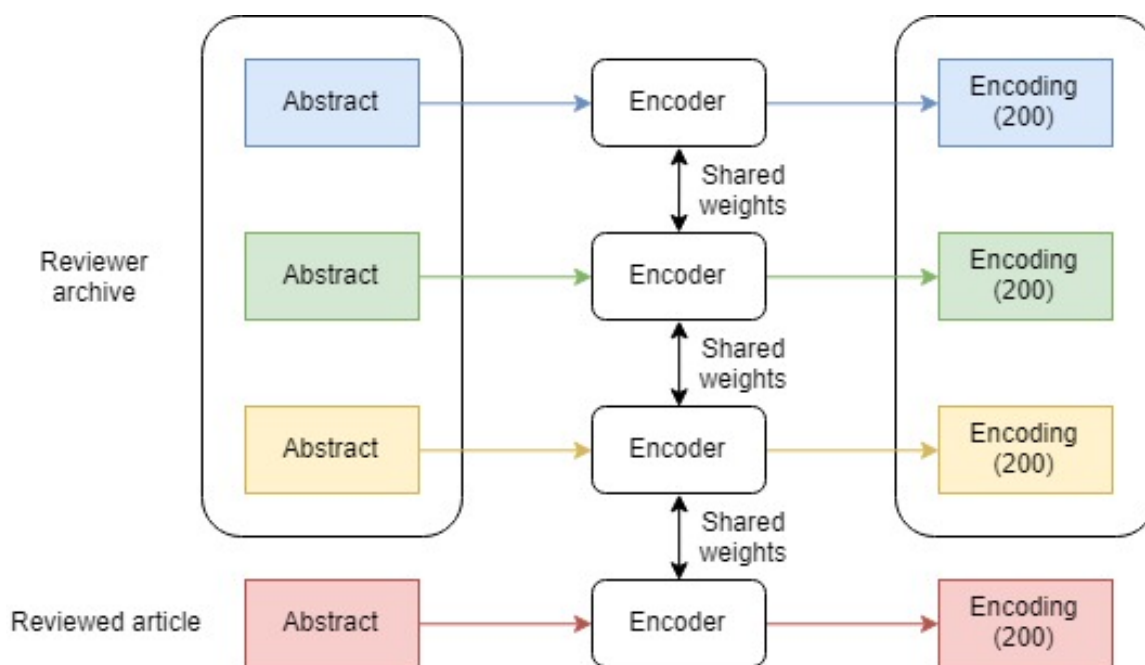 Abstract
Encoder
Encoding
(200)
Shared
weights
Reviewer
archive
Abstract
Encoder
Encoding
(200)
Shared
weights
Abstract
Encoder
Encoding
(200)
Shared
weights
Reviewed article
Abstract
Encoder
Encoding
(200)